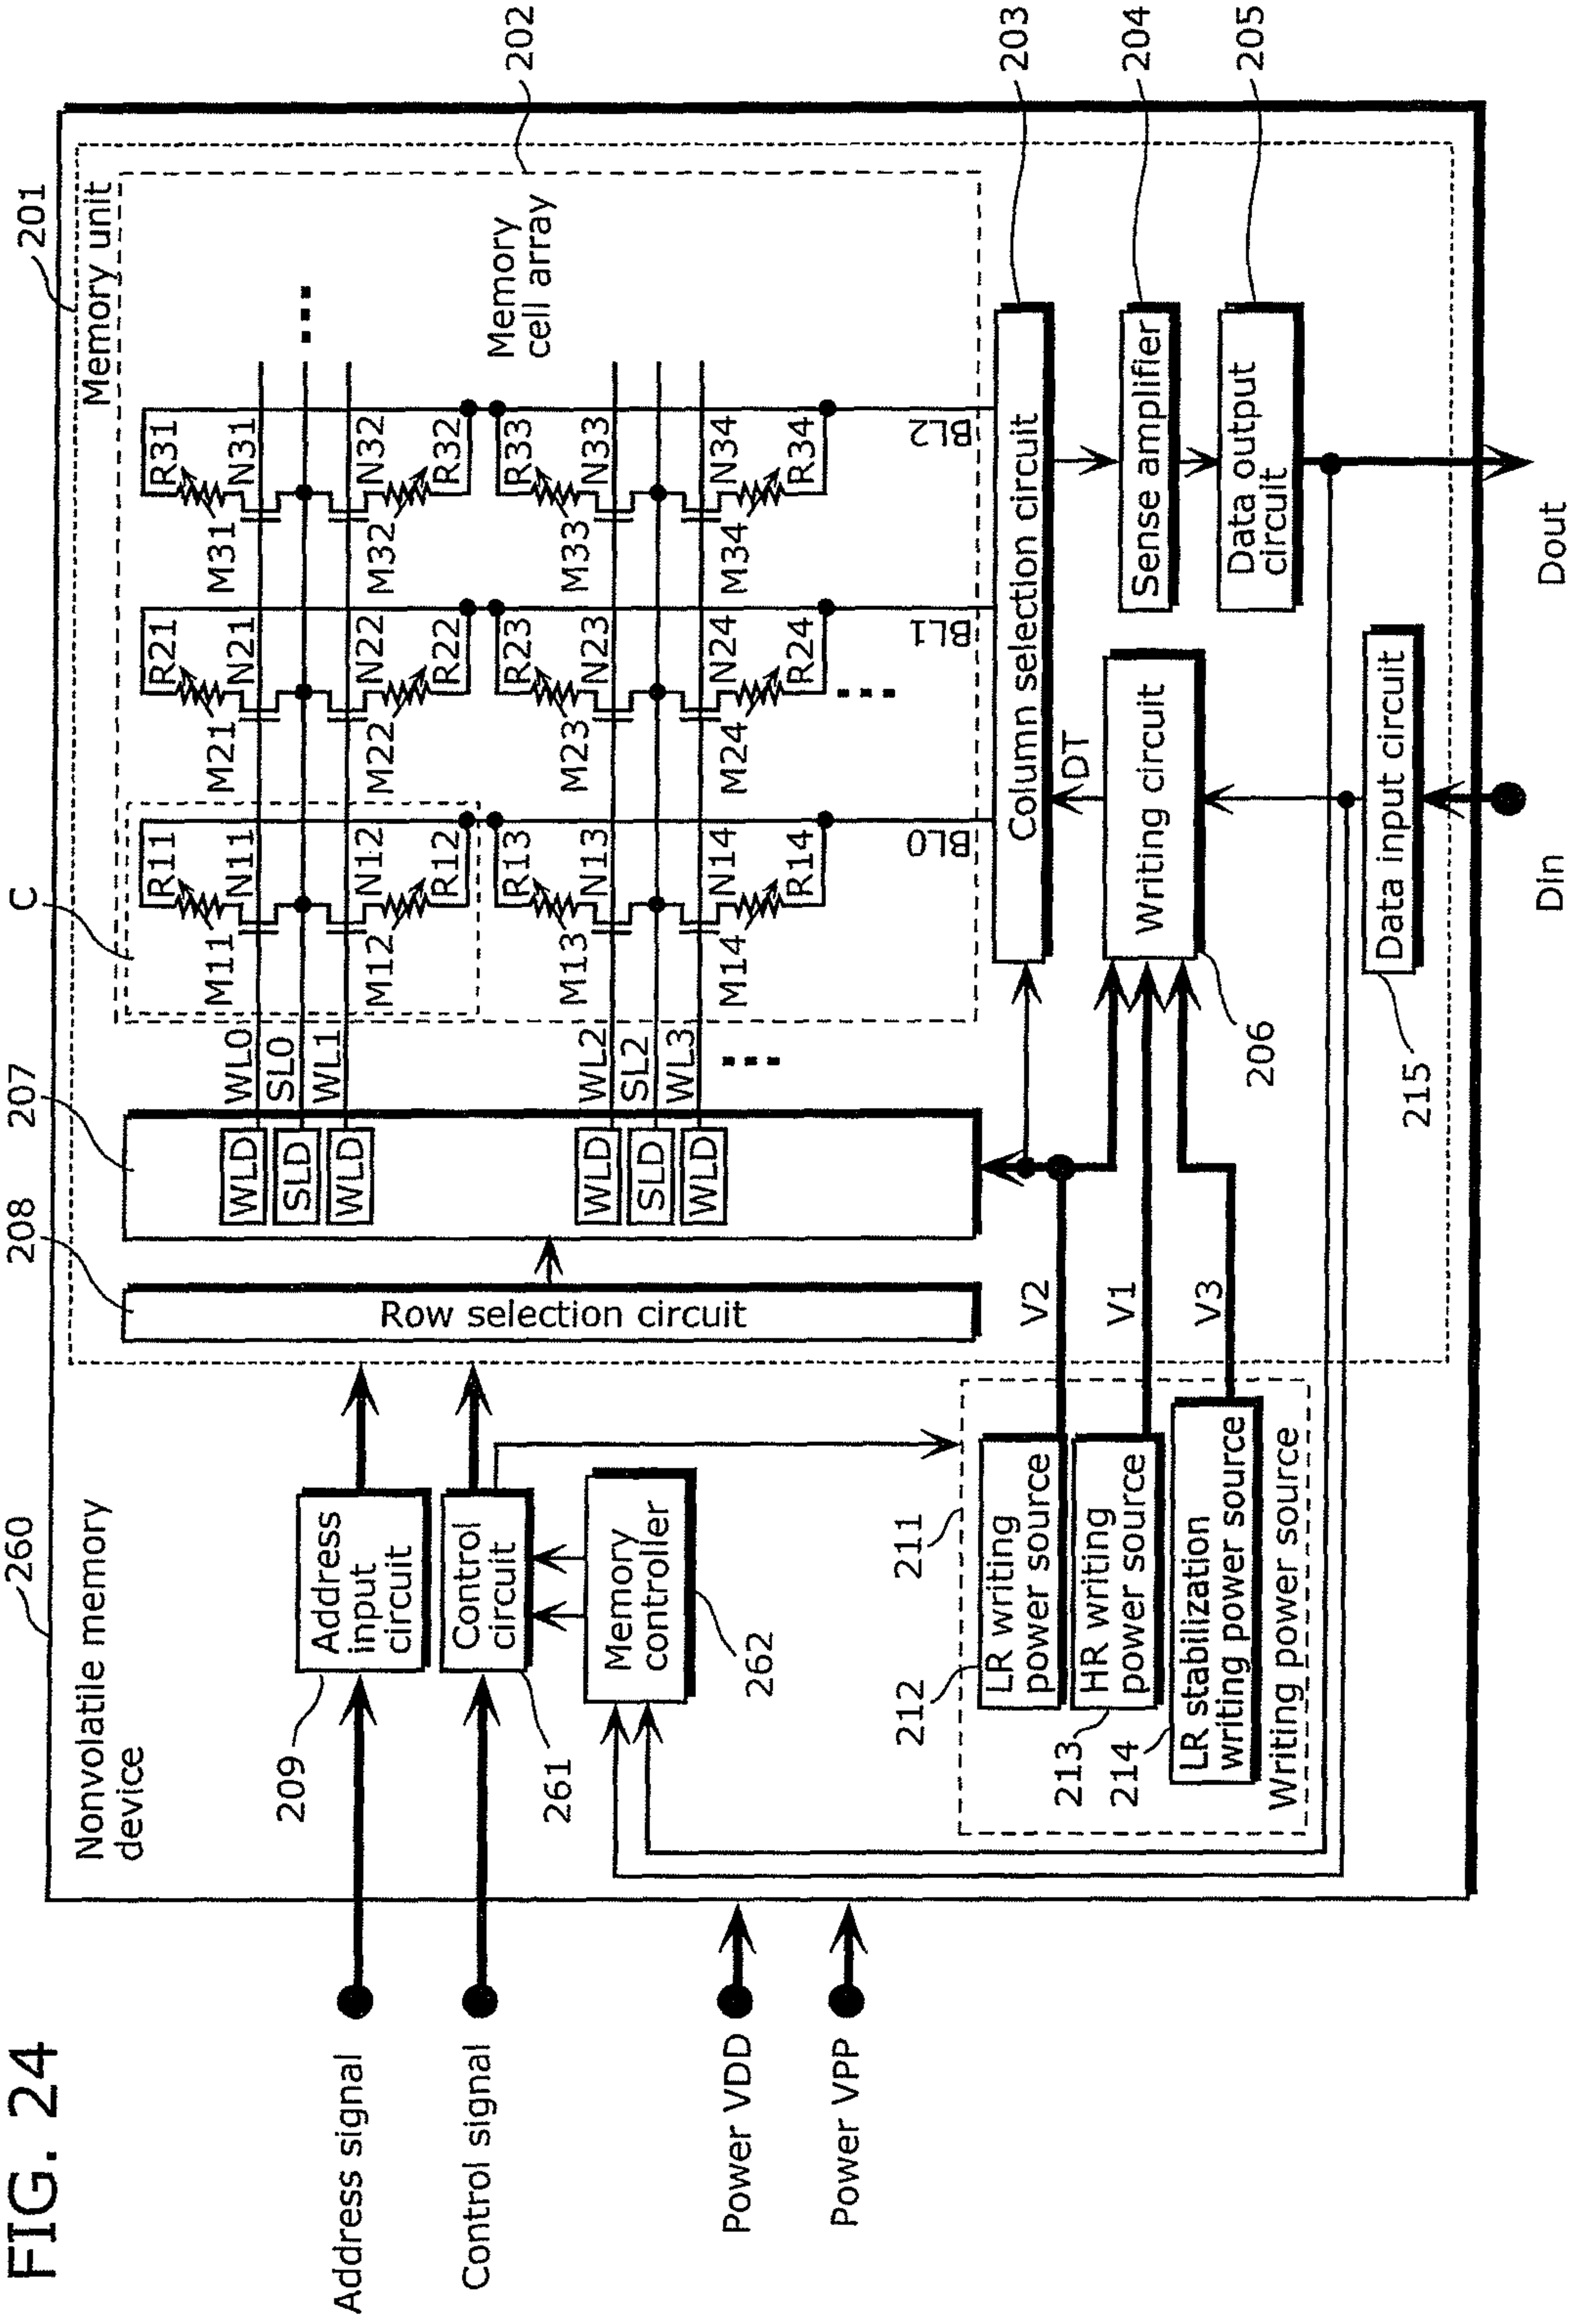 FIG. 24
260
Nonvolatile memory
device
208
207
C
201
Memory unit
202
Memory
cell array
Address signal
Control signal
Power VDD
Power VPP
209
Address
input
circuit
261
Control
circuit
262
Memory
controller
Row selection circuit
WLD
SLD
WLD
WLD
SLD
WLD
WL0
SL0
WL1
WL2
SL2
WL3
M11
R11
N11
M12
N12
R12
M13
R13
N13
M14
N14
R14
M21
R21
N21
M22
N22
R22
M23
R23
N23
M24
N24
R24
M31
R31
N31
M32
N32
R32
M33
R33
N33
M34
N34
R34
BL0
BL1
BL2
Column selection circuit
203
DT
Writing circuit
206
Sense amplifier
204
Data output
circuit
205
Data input circuit
215
211
212
LR writing
power source
213
HR writing
power source
214
LR stabilization
writing power source
Writing power source
V2
V1
V3
Din
Dout